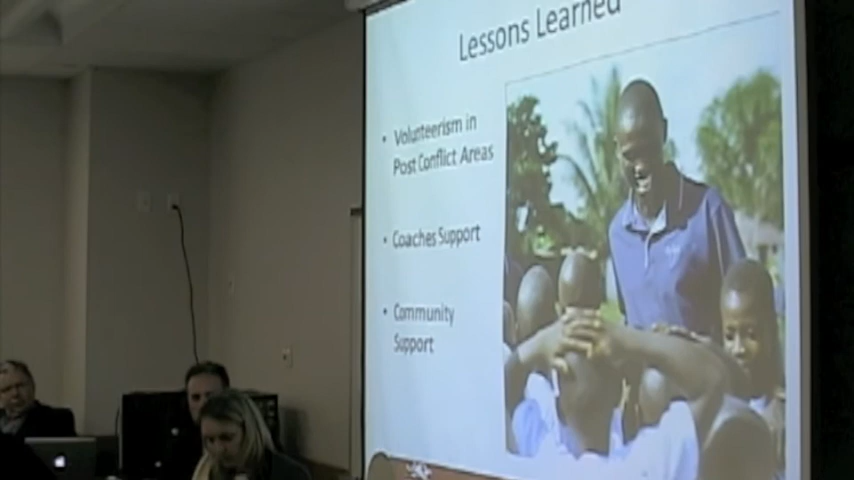 Lessons Learned
• Volunteerism in
Post Conflict Areas
• Coaches Support
• Community
Support